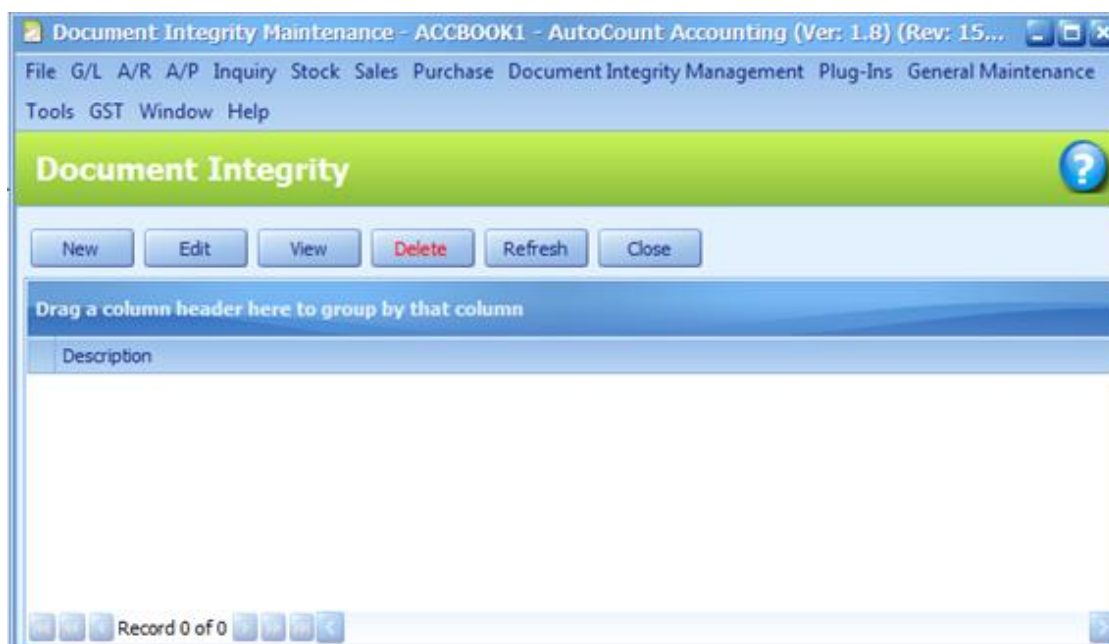 Document Integrity Maintenance - ACCBOOK1 - AutoCount Accounting (Ver: 1.8) (Rev: 15...
File G/L A/R A/P Inquiry Stock Sales Purchase Document Integrity Management Plug-Ins General Maintenance
Tools GST Window Help
Document Integrity
?
New Edit View Delete Refresh Close
Drag a column header here to group by that column
Description
Record 0 of 0